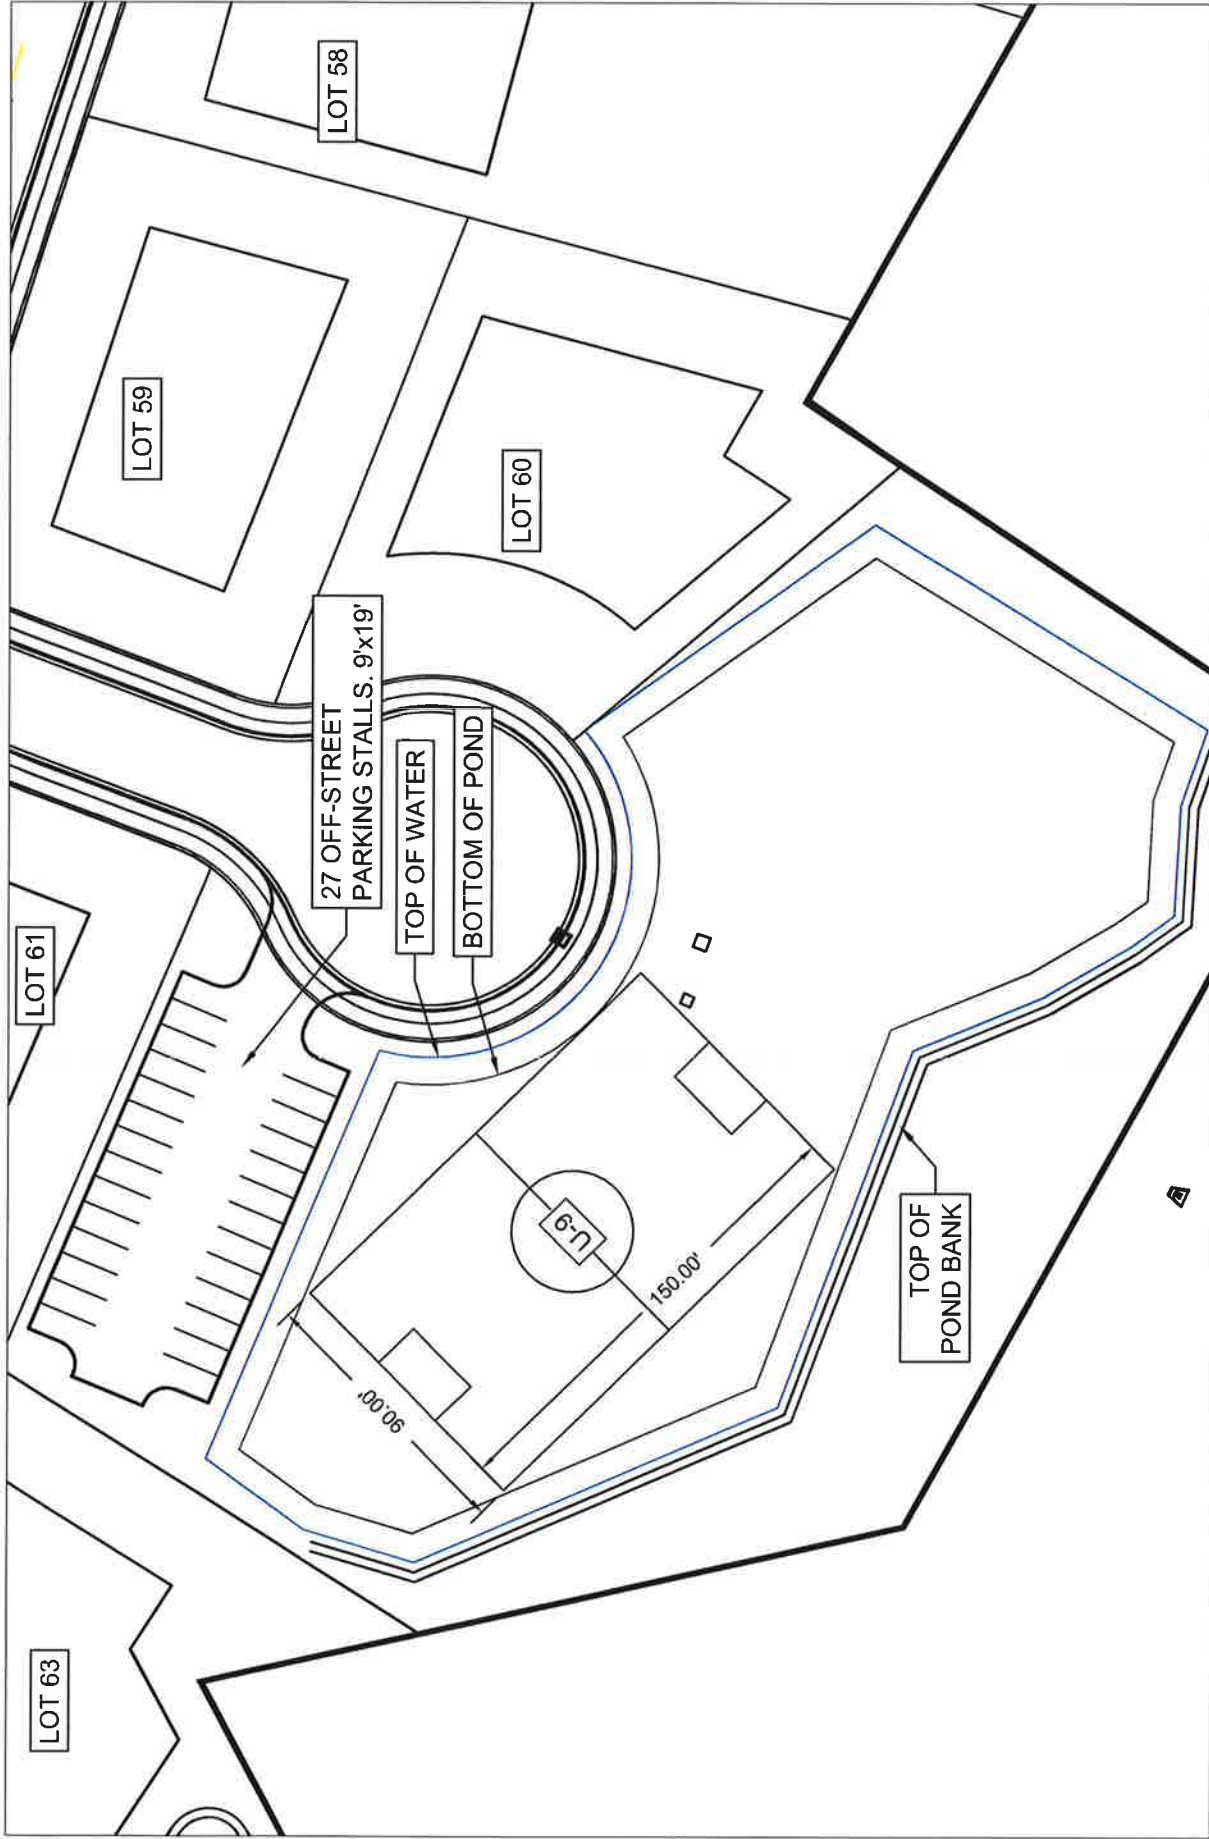 LOT 63
LOT 61
LOT 59
LOT 58
27 OFF-STREET
PARKING STALLS. 9'x19'
TOP OF WATER
BOTTOM OF POND
LOT 60
90.00'
U-9
150.00'
TOP OF
POND BANK